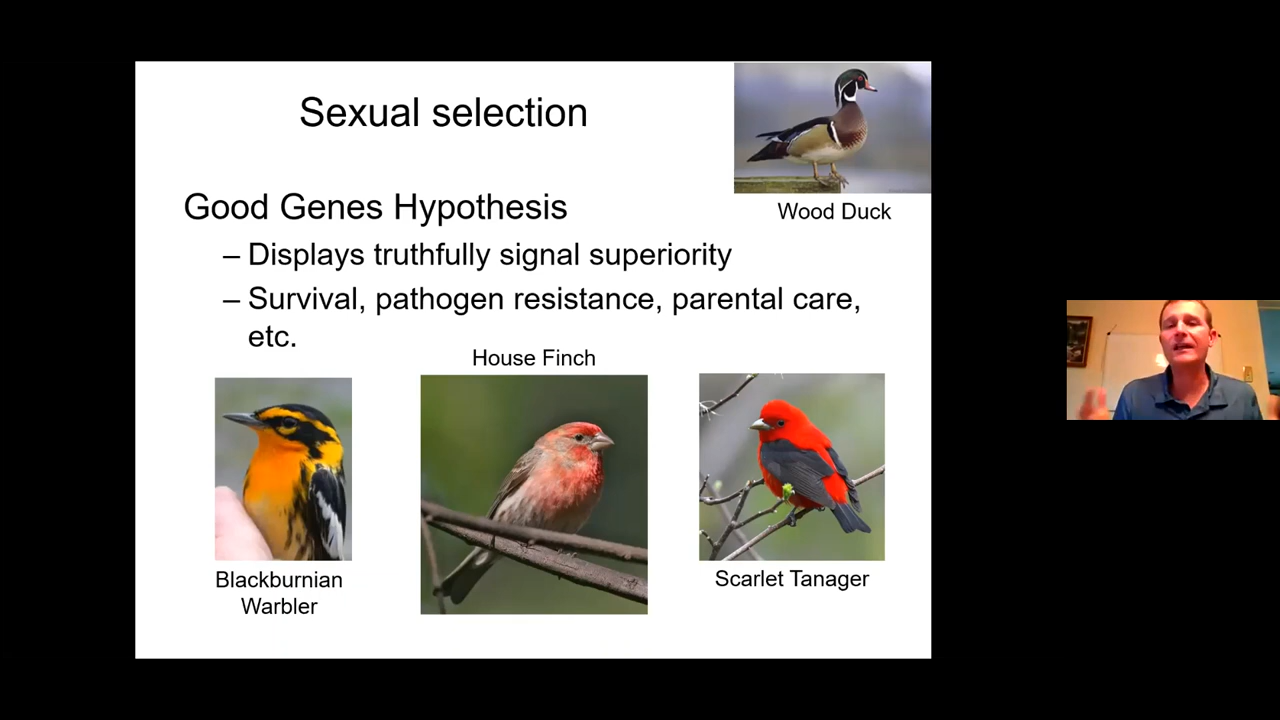 Sexual selection
Wood Duck
Good Genes Hypothesis
– Displays truthfully signal superiority
– Survival, pathogen resistance, parental care,
etc.
House Finch
Blackburnian
Warbler
Scarlet Tanager